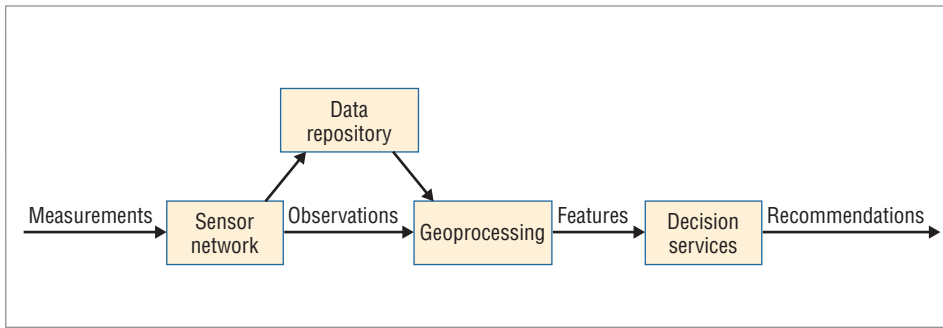 Data
repository
Measurements
Sensor
network
Observations
Geoprocessing
Features
Decision
services
Recommendations